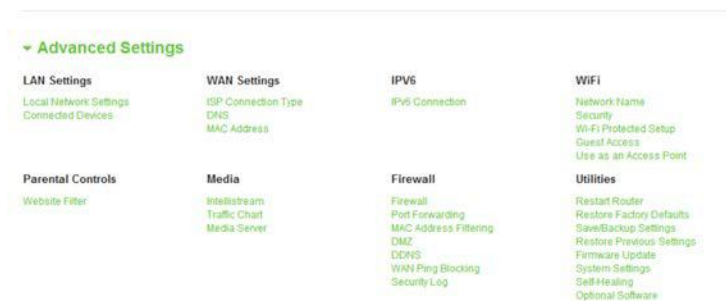 Advanced Settings
LAN Settings
Local Network Settings
Connected Devices
WAN Settings
ISP Connection Type
DNS
MAC Address
IPV6
IPv6 Connection
WiFi
Network Name
Security
Wi-Fi Protected Setup
Guest Access
Use as an Access Point
Parental Controls
Website Filter
Media
Intellistream
Traffic Chart
Media Server
Firewall
Firewall
Port Forwarding
MAC Address Filtering
DMZ
DDNS
WAN Ping Blocking
Security Log
Utilities
Restart Router
Restore Factory Defaults
Save/Backup Settings
Restore Previous Settings
Firmware Update
System Settings
Self-Healing
Optional Software